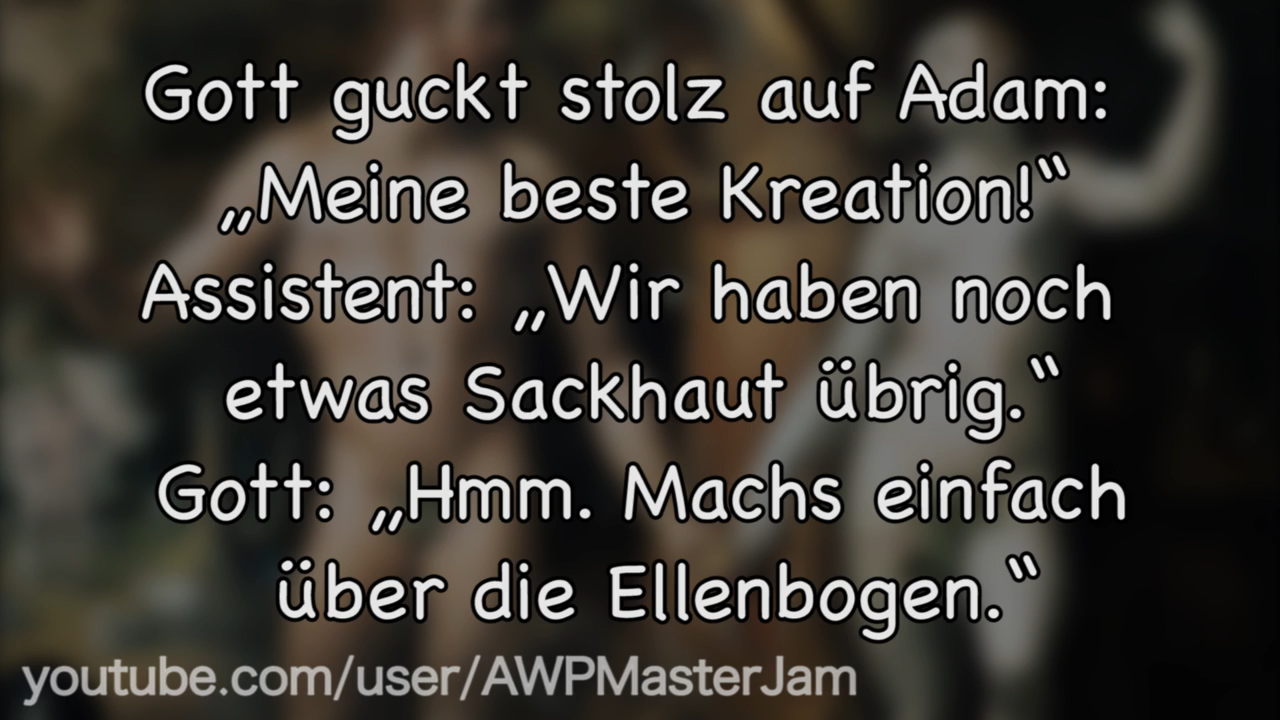 Gott guckt stolz auf Adam:
„Meine beste Kreation!“
Assistent: „Wir haben noch
etwas Sackhaut übrig.“
Gott: „Hmm. Machs einfach
über die Ellenbogen.“
youtube.com/user/AWPMasterJam